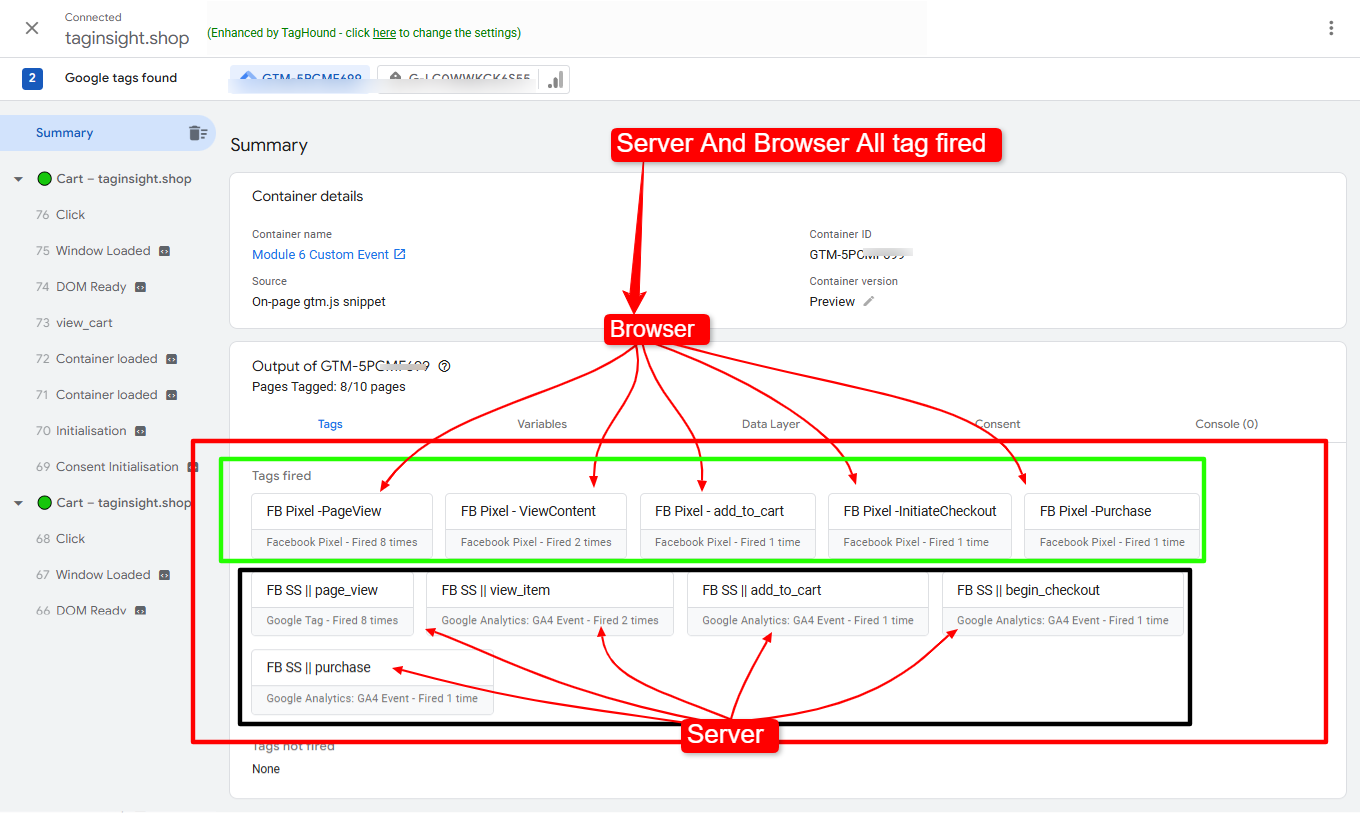 Connected
taginsight.shop
(Enhanced by TagHound - click here to change the settings)
2 Google tags found
Summary
Cart – taginsight.shop
76 Click
75 Window Loaded
74 DOM Ready
73 view_cart
72 Container loaded
71 Container loaded
70 Initialisation
69 Consent Initialisation
Cart – taginsight.shop
68 Click
67 Window Loaded
66 DOM Ready
Summary
Server And Browser All tag fired
Container details
Container name
Module 6 Custom Event
Container ID
Source
On-page gtm.js snippet
Container version
Preview
Browser
Output of
Pages Tagged: 8/10 pages
Tags Variables Data Layer Consent Console (0)
Tags fired
FB Pixel -PageView
Facebook Pixel - Fired 8 times
FB Pixel - ViewContent
Facebook Pixel - Fired 2 times
FB Pixel - add_to_cart
Facebook Pixel - Fired 1 time
FB Pixel -InitiateCheckout
Facebook Pixel - Fired 1 time
FB Pixel -Purchase
Facebook Pixel - Fired 1 time
FB SS || page_view
Google Tag - Fired 8 times
FB SS || view_item
Google Analytics: GA4 Event - Fired 2 times
FB SS || add_to_cart
Google Analytics: GA4 Event - Fired 1 time
FB SS || begin_checkout
Google Analytics: GA4 Event - Fired 1 time
FB SS || purchase
Google Analytics: GA4 Event - Fired 1 time
Server
Tags not fired
None